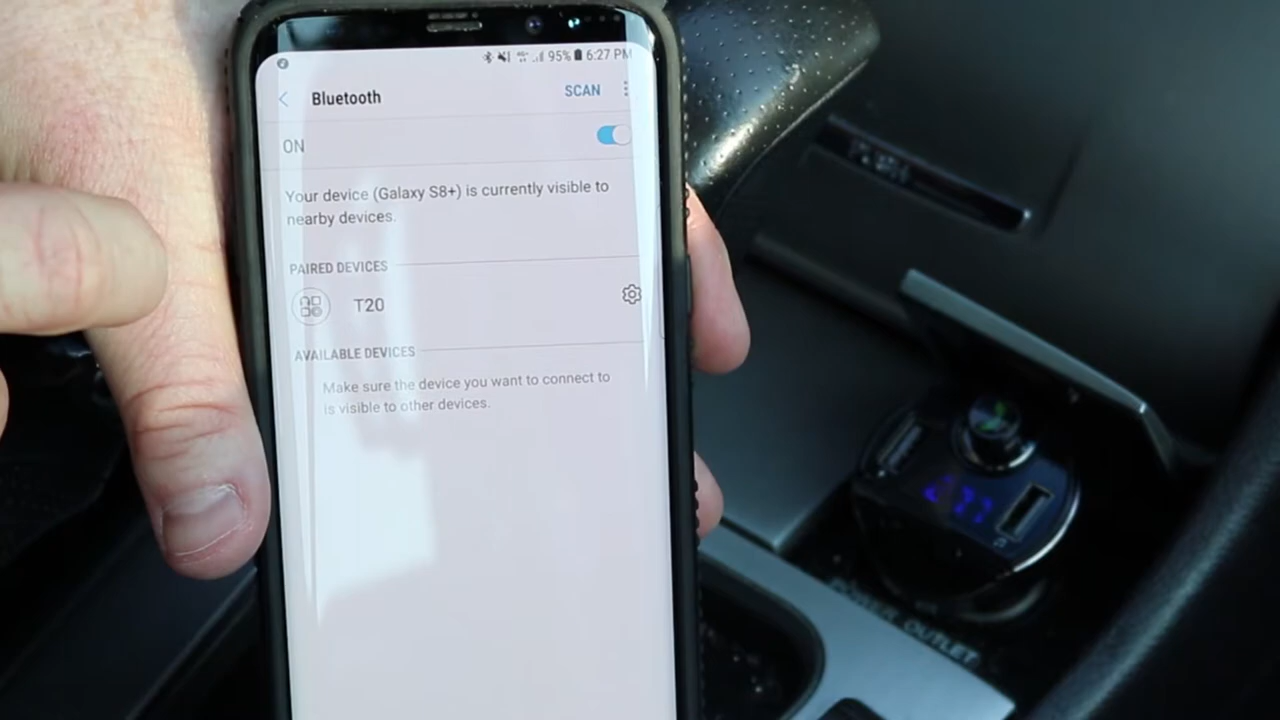 95% 6:27 PM
Bluetooth
SCAN
ON
Your device (Galaxy S8+) is currently visible to
nearby devices.
PAIRED DEVICES
T20
AVAILABLE DEVICES
Make sure the device you want to connect to
is visible to other devices.
POWER OUTLET